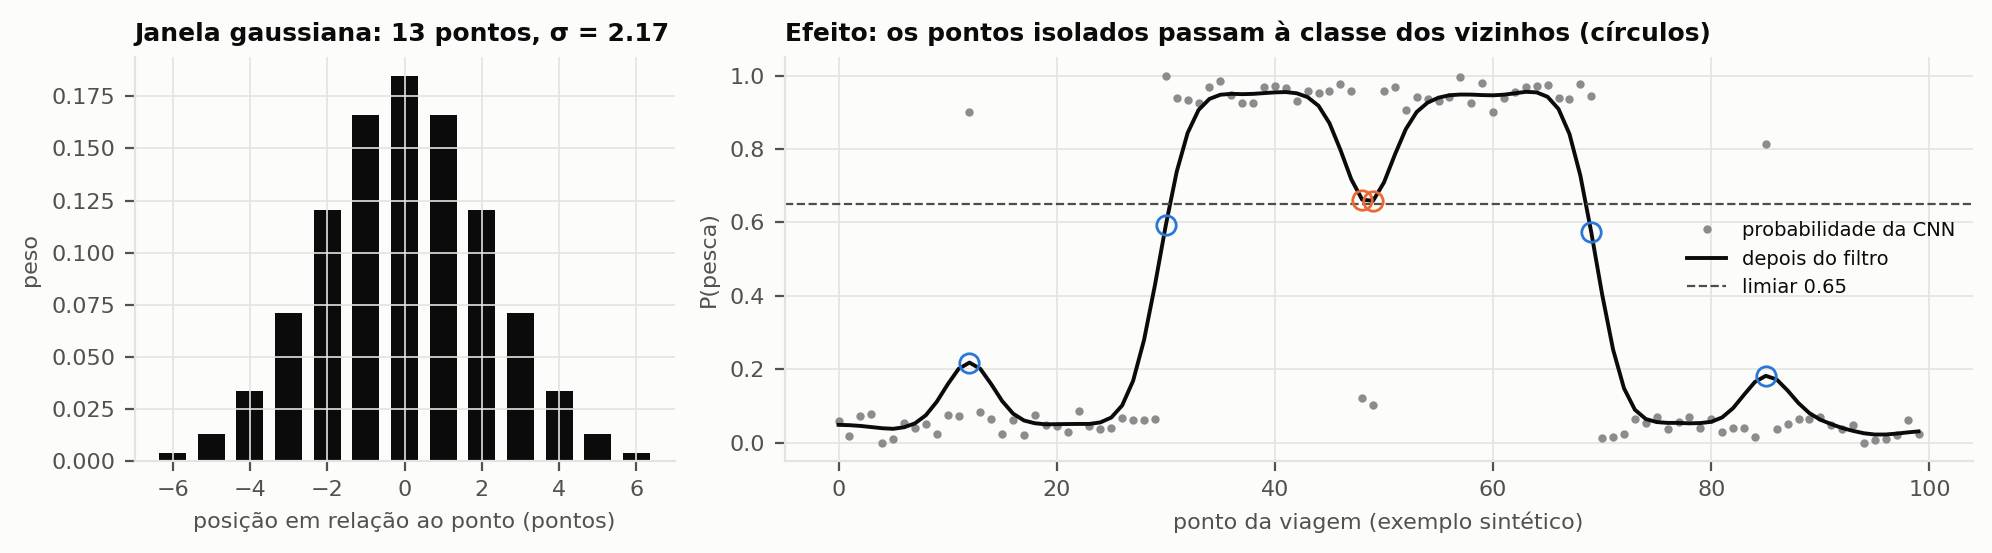 Janela gaussiana: 13 pontos, σ = 2.17
peso
0.175
0.150
0.125
0.100
0.075
0.050
0.025
0.000
−6 −4 −2 0 2 4 6
posição em relação ao ponto (pontos)
Efeito: os pontos isolados passam à classe dos vizinhos (círculos)
P(pesca)
1.0
0.8
0.6
0.4
0.2
0.0
probabilidade da CNN
depois do filtro
limiar 0.65
0 20 40 60 80 100
ponto da viagem (exemplo sintético)